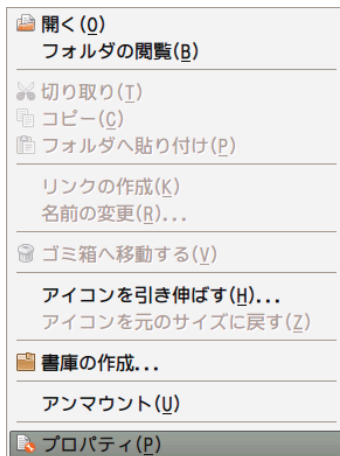 開く(O)
フォルダの閲覧(B)
切り取り(T)
コピー(C)
フォルダへ貼り付け(P)
リンクの作成(K)
名前の変更(R)...
ゴミ箱へ移動する(V)
アイコンを引き伸ばす(H)...
アイコンを元のサイズに戻す(Z)
書庫の作成...
アンマウント(U)
プロパティ(P)